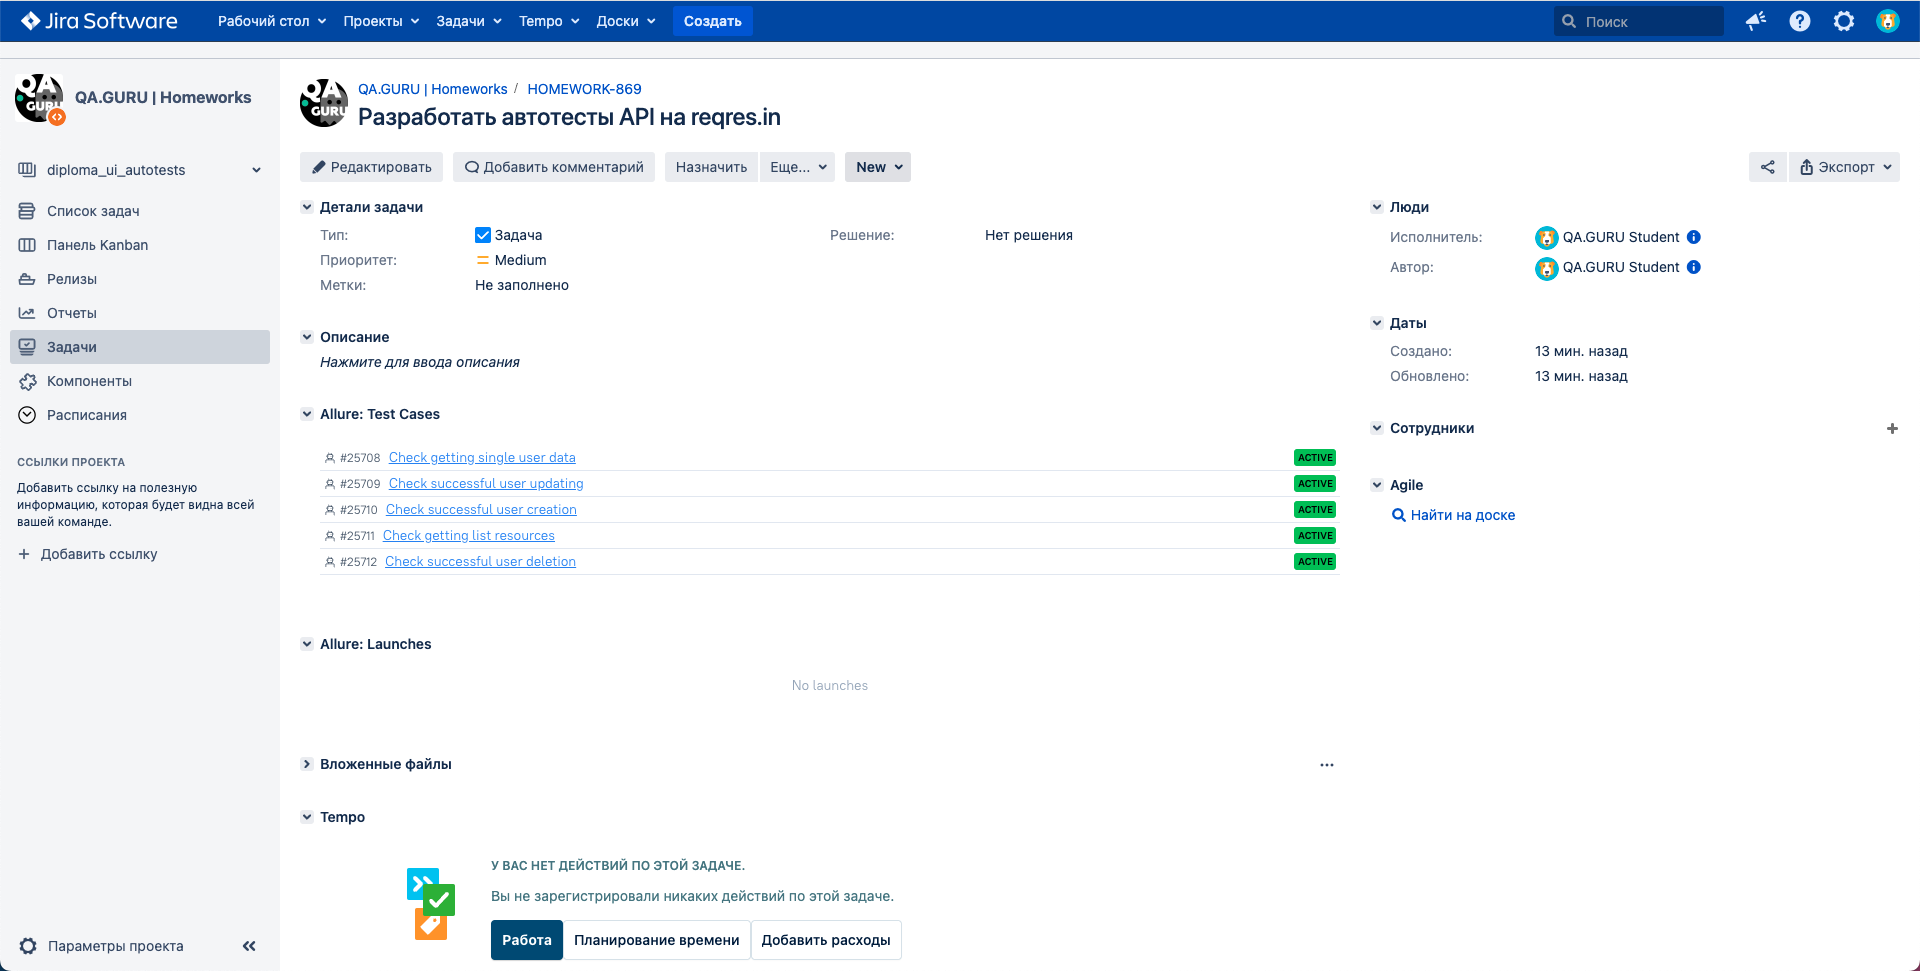 Jira Software
Рабочий стол
Проекты
Задачи
Tempo
Доски
Создать
Поиск
QA GURU
QA.GURU | Homeworks
diploma_ui_autotests
Список задач
Панель Kanban
Релизы
Отчеты
Задачи
Компоненты
Расписания
ССЫЛКИ ПРОЕКТА
Добавить ссылку на полезную
информацию, которая будет видна всей
вашей команде.
Добавить ссылку
Параметры проекта
QA GURU
QA.GURU | Homeworks / HOMEWORK-869
Разработать автотесты API на reqres.in
Редактировать
Добавить комментарий
Назначить
Еще...
New
Экспорт
Детали задачи
Тип: Задача
Решение: Нет решения
Приоритет: Medium
Метки: Не заполнено
Описание
Нажмите для ввода описания
Allure: Test Cases
#25708 Check getting single user data ACTIVE
#25709 Check successful user updating ACTIVE
#25710 Check successful user creation ACTIVE
#25711 Check getting list resources ACTIVE
#25712 Check successful user deletion ACTIVE
Allure: Launches
No launches
Вложенные файлы
Tempo
У ВАС НЕТ ДЕЙСТВИЙ ПО ЭТОЙ ЗАДАЧЕ.
Вы не зарегистрировали никаких действий по этой задаче.
Работа
Планирование времени
Добавить расходы
Люди
Исполнитель: QA.GURU Student
Автор: QA.GURU Student
Даты
Создано: 13 мин. назад
Обновлено: 13 мин. назад
Сотрудники
Agile
Найти на доске